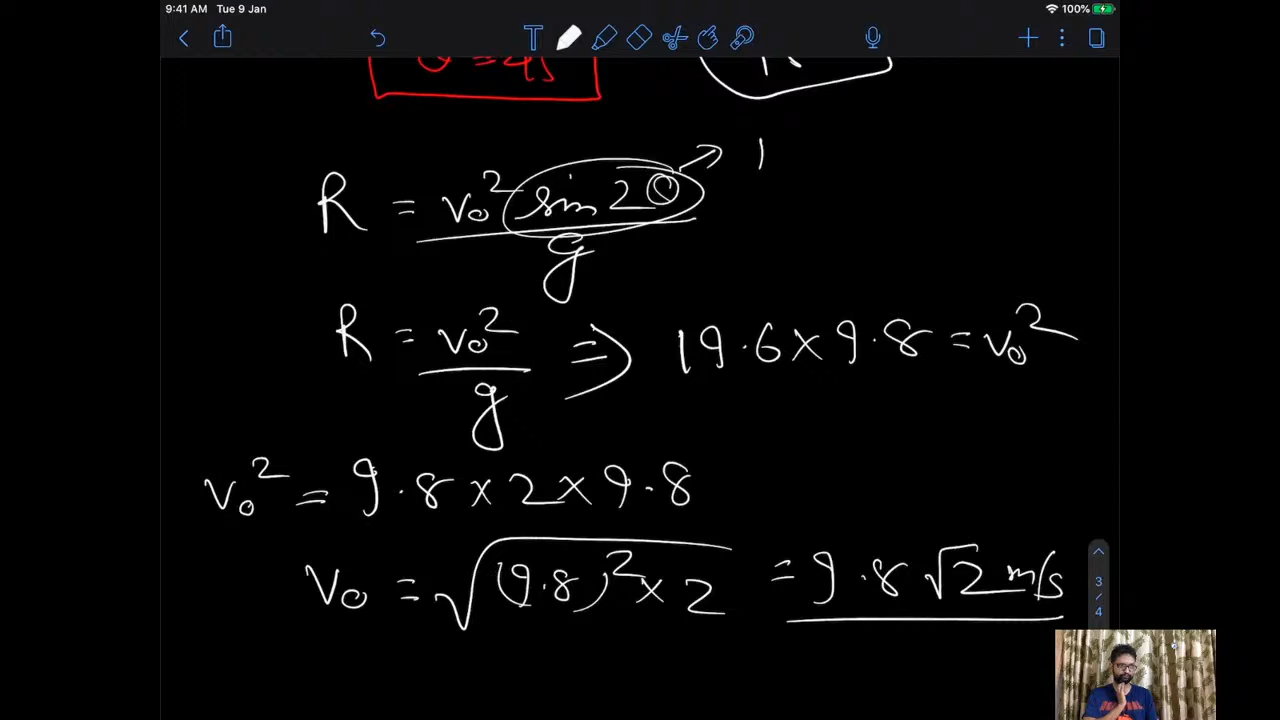 9:41 AM Tue 9 Jan
100%
T
θ = 45
R = v₀² sin 2θ / g → 1
R = v₀² / g ⇒ 19.6 × 9.8 = v₀²
v₀² = 9.8 × 2 × 9.8
v₀ = √((9.8)² × 2) = 9.8 √2 m/s
3
/
4